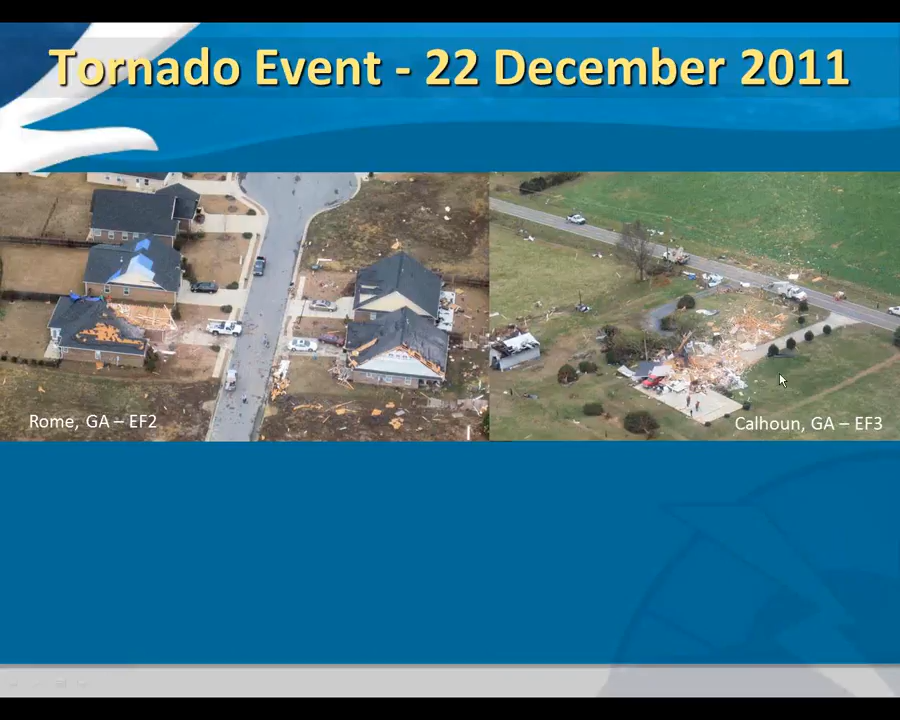 Tornado Event - 22 December 2011
Rome, GA – EF2
Calhoun, GA – EF3